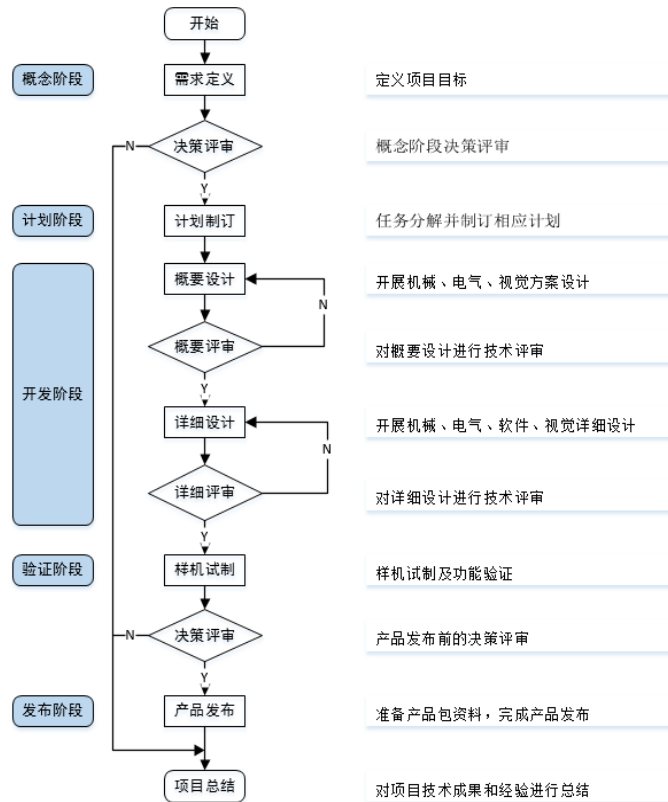 开始
概念阶段
需求定义
定义项目目标
N
决策评审
概念阶段决策评审
Y
计划阶段
计划制订
任务分解并制订相应计划
概要设计
开展机械、电气、视觉方案设计
N
概要评审
对概要设计进行技术评审
Y
开发阶段
详细设计
开展机械、电气、软件、视觉详细设计
N
详细评审
对详细设计进行技术评审
Y
验证阶段
样机试制
样机试制及功能验证
N
决策评审
产品发布前的决策评审
Y
发布阶段
产品发布
准备产品包资料，完成产品发布
项目总结
对项目技术成果和经验进行总结